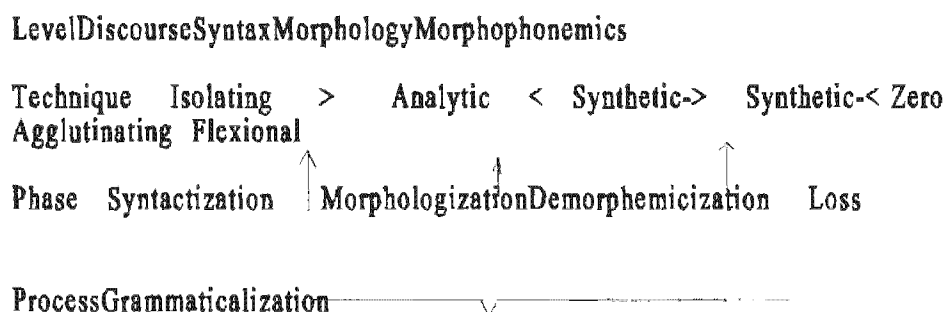 LevelDiscourseSyntaxMorphologyMorphophonemics
Technique Isolating > Analytic < Synthetic-> Synthetic-< Zero
Agglutinating Flexional
Phase Syntactization MorphologizationDemorphemicization Loss
ProcessGrammaticalization